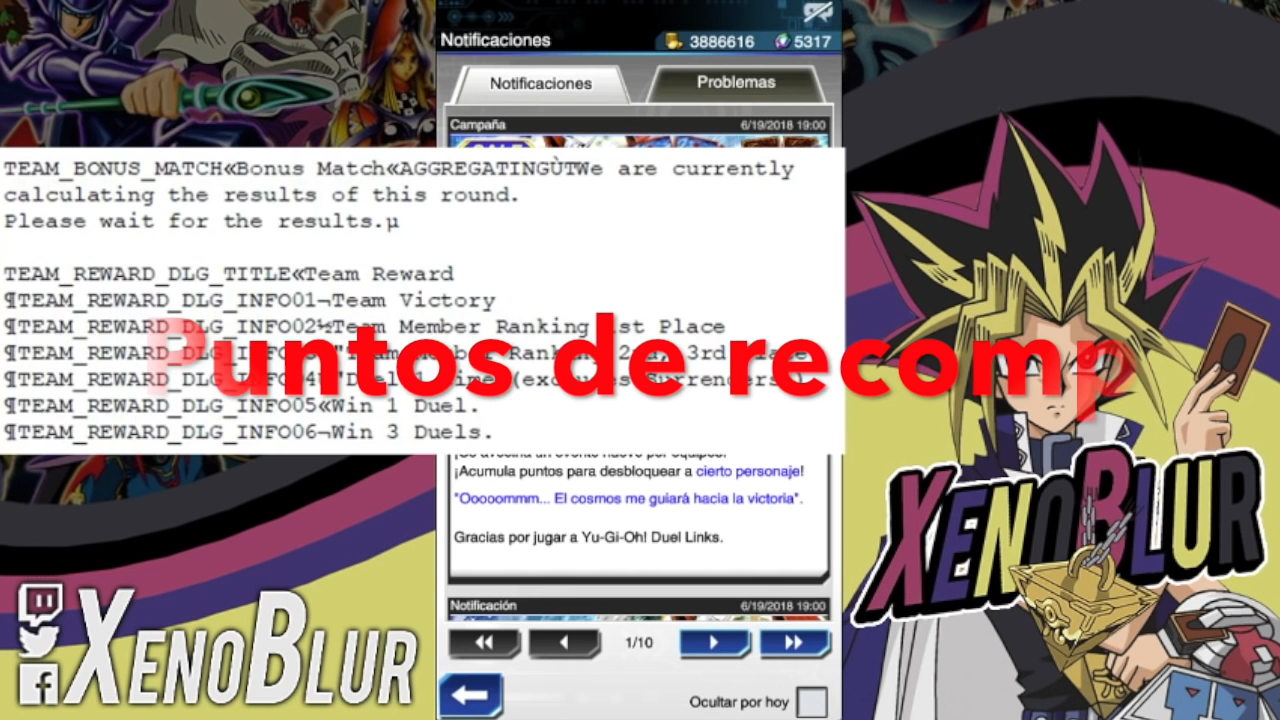 Notificaciones
3886616
5317
Notificaciones
Problemas
Campaña
6/19/2018 19:00
TEAM_BONUS_MATCH«Bonus Match«AGGREGATINGÙTWe are currently
calculating the results of this round.
Please wait for the results.µ
TEAM_REWARD_DLG_TITLE«Team Reward
¶TEAM_REWARD_DLG_INFO01¬Team Victory
¶TEAM_REWARD_DLG_INFO02½Team Member Ranking 1st Place
Puntos de recomp
¶TEAM_REWARD_DLG_INFO05«Win 1 Duel.
¶TEAM_REWARD_DLG_INFO06¬Win 3 Duels.
¡Acumula puntos para desbloquear a cierto personaje!
"Ooooommm... El cosmos me guiará hacia la victoria".
Gracias por jugar a Yu-Gi-Oh! Duel Links.
Notificación
6/19/2018 19:00
1/10
Ocultar por hoy
XENOBLUR
XENOBLUR